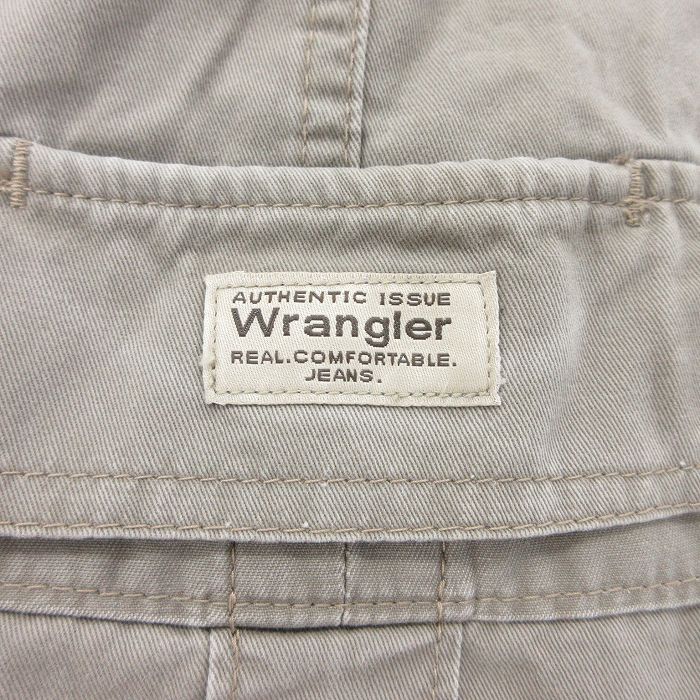 AUTHENTIC ISSUE
Wrangler
REAL.COMFORTABLE.
JEANS.